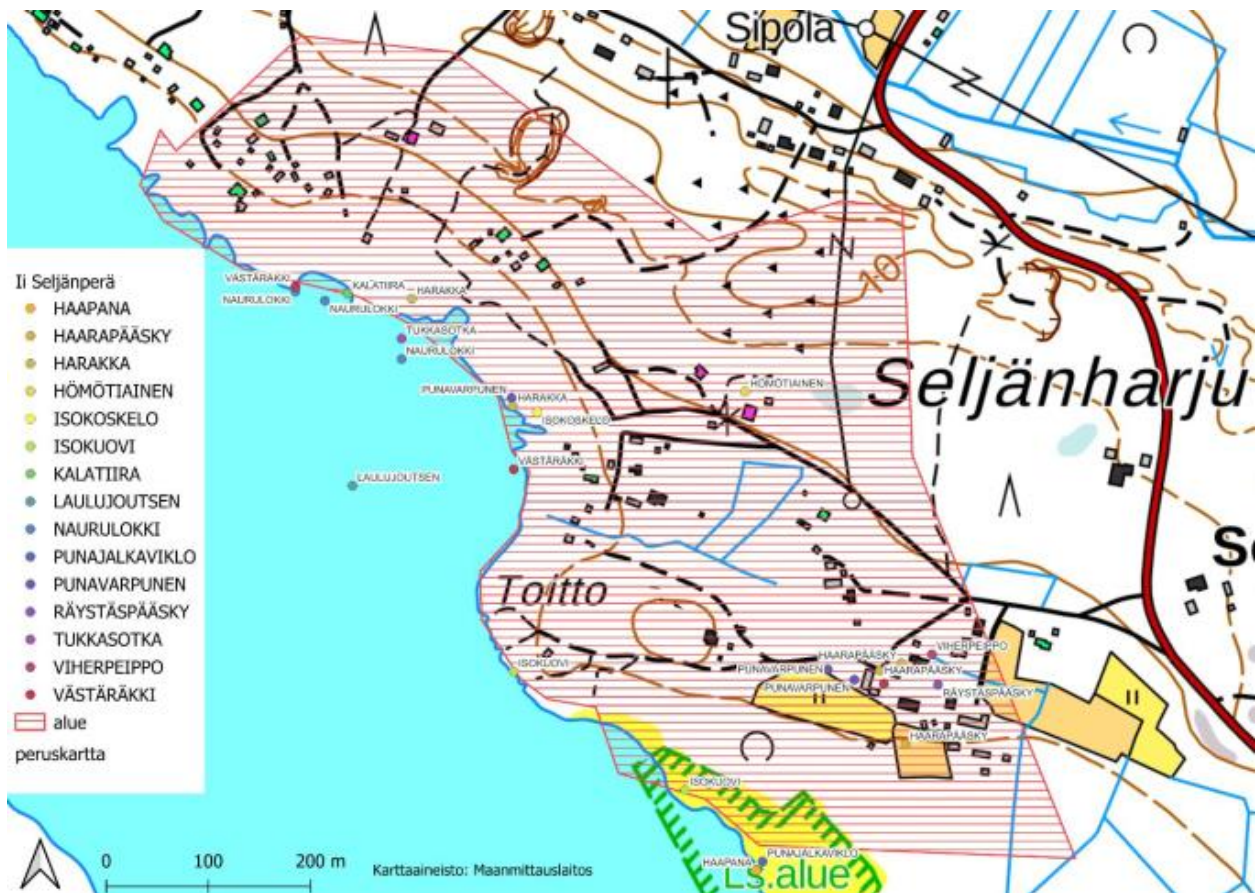 Sipola
VÄSTÄRÄKKI
KALATIIRA
HARAKKA
NAURULOKKI
NAURULOKKI
10
TUKKASOTKA
NAURULOKKI
PUNAVARPUNEN
HARAKKA
HÖMÖTIAINEN
Seljänharju
ISOKOSKELO
VÄSTÄRÄKKI
LAULUJOUTSEN
Se
Toitto
HAARAPÄÄSKY
VIHERPEIPPO
ISOKUOVI
PUNAVARPUNEN
HAARAPÄÄSKY
PUNAVARPUNEN
RÄYSTÄSPÄÄSKY
HAARAPÄÄSKY
ISOKUOVI
PUNAJALKAVIKLO
HAAPANA
Ls.alue
Ii Seljänperä
HAAPANA
HAARAPÄÄSKY
HARAKKA
HÖMÖTIAINEN
ISOKOSKELO
ISOKUOVI
KALATIIRA
LAULUJOUTSEN
NAURULOKKI
PUNAJALKAVIKLO
PUNAVARPUNEN
RÄYSTÄSPÄÄSKY
TUKKASOTKA
VIHERPEIPPO
VÄSTÄRÄKKI
alue
peruskartta
0 100 200 m
Karttaaineisto: Maanmittauslaitos